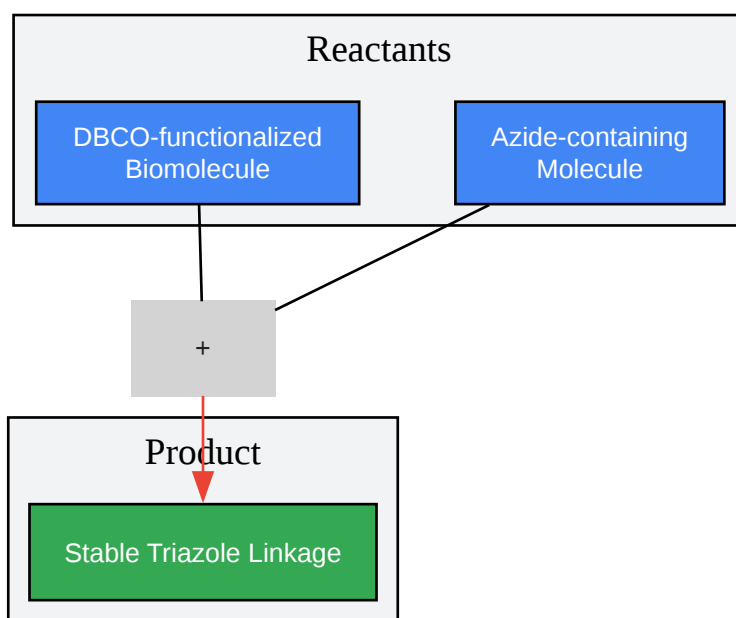 Reactants
DBCO-functionalized
Biomolecule
Azide-containing
Molecule
+
Product
Stable Triazole Linkage